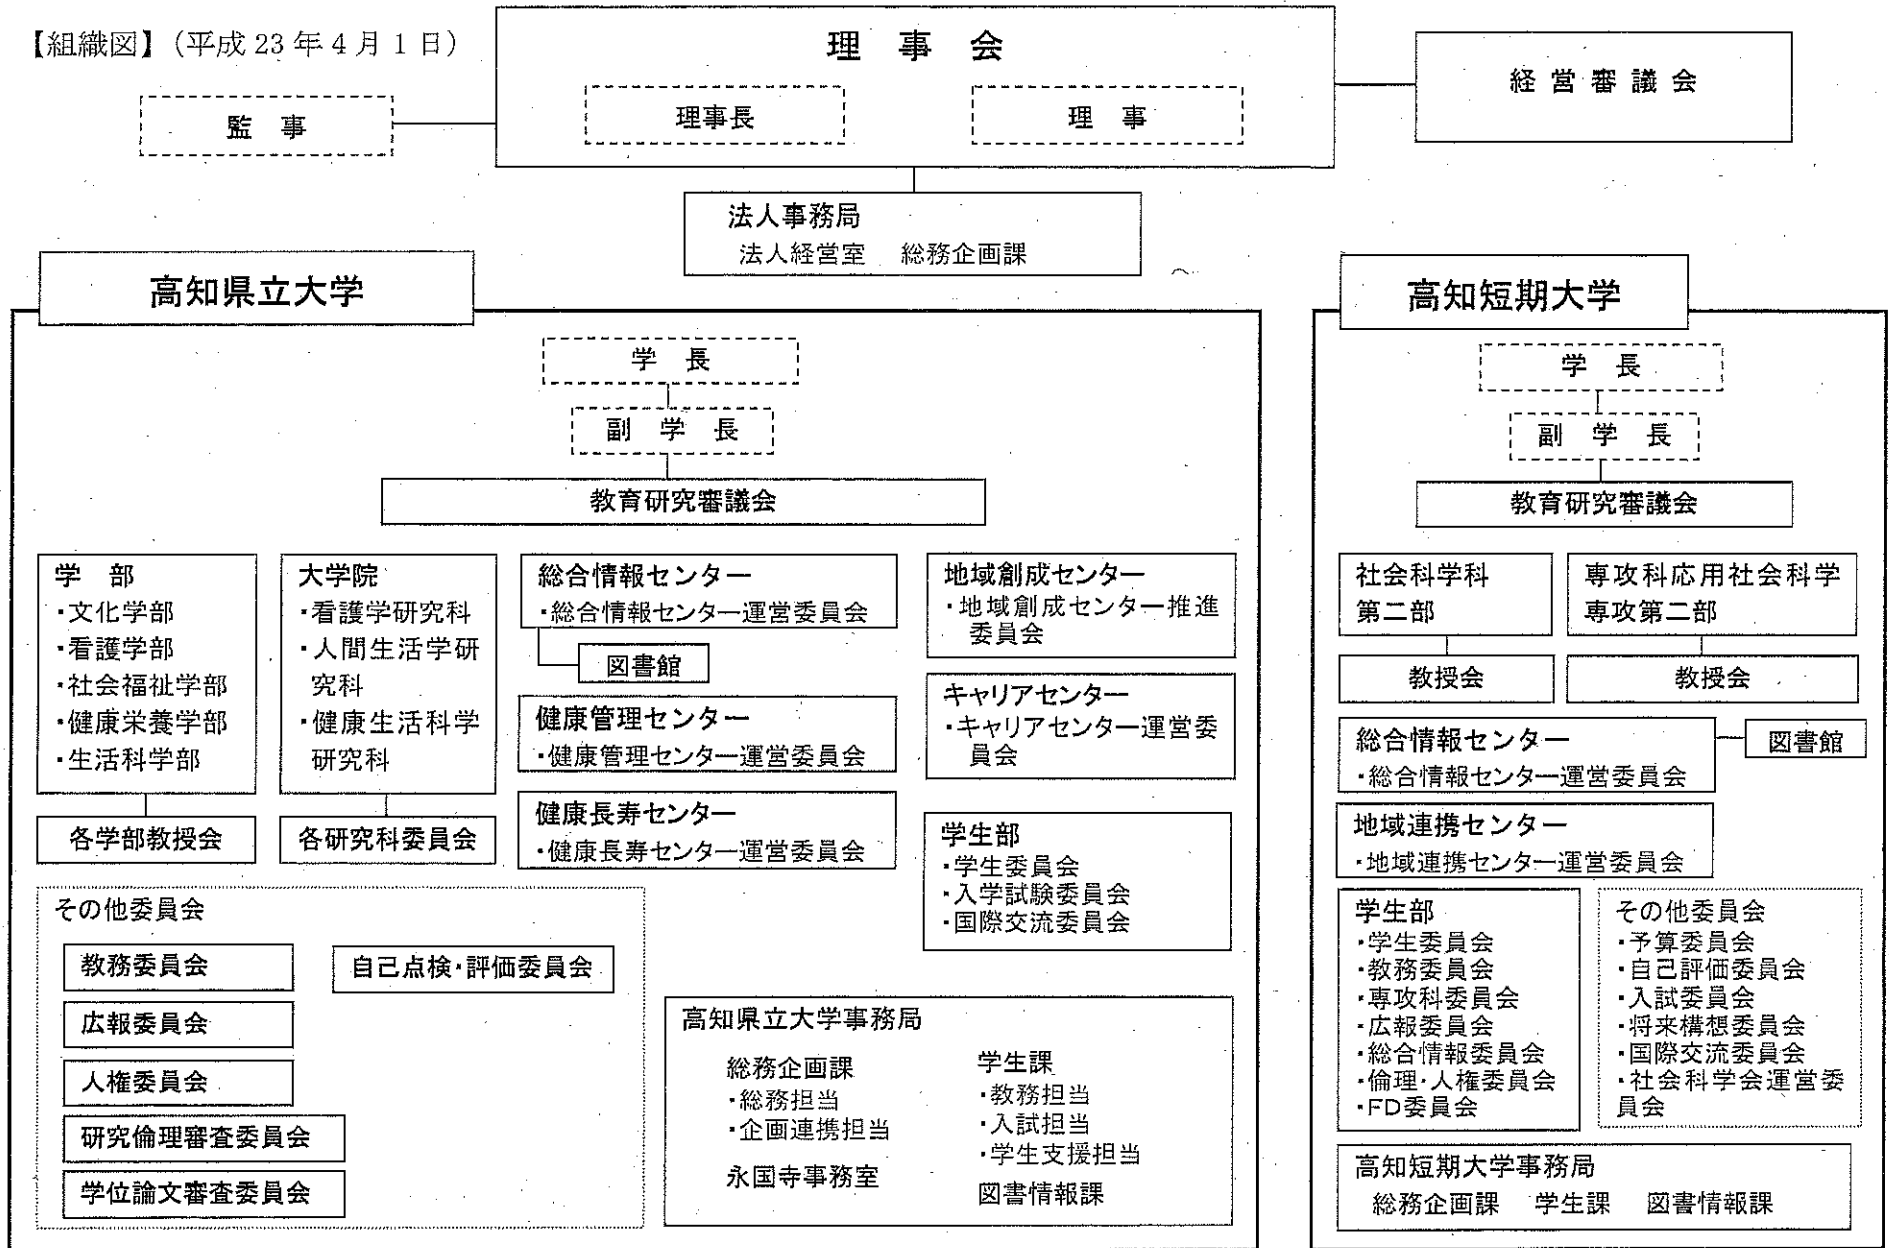 【組織図】（平成 23 年 4 月 1 日）
理 事 会
理事長
理 事
監 事
経 営 審 議 会
法人事務局
法人経営室 総務企画課
高知県立大学
学 長
副 学 長
教育研究審議会
学 部
・文化学部
・看護学部
・社会福祉学部
・健康栄養学部
・生活科学部
各学部教授会
大学院
・看護学研究科
・人間生活学研
究科
・健康生活科学
研究科
各研究科委員会
総合情報センター
・総合情報センター運営委員会
図書館
健康管理センター
・健康管理センター運営委員会
健康長寿センター
・健康長寿センター運営委員会
地域創成センター
・地域創成センター推進
委員会
キャリアセンター
・キャリアセンター運営委
員会
学生部
・学生委員会
・入学試験委員会
・国際交流委員会
その他委員会
教務委員会
自己点検・評価委員会
広報委員会
人権委員会
研究倫理審査委員会
学位論文審査委員会
高知県立大学事務局
総務企画課
・総務担当
・企画連携担当
永国寺事務室
学生課
・教務担当
・入試担当
・学生支援担当
図書情報課
高知短期大学
学 長
副 学 長
教育研究審議会
社会科学科
第二部
教授会
専攻科応用社会科学
専攻第二部
教授会
総合情報センター
・総合情報センター運営委員会
図書館
地域連携センター
・地域連携センター運営委員会
学生部
・学生委員会
・教務委員会
・専攻科委員会
・広報委員会
・総合情報委員会
・倫理・人権委員会
・FD委員会
その他委員会
・予算委員会
・自己評価委員会
・入試委員会
・将来構想委員会
・国際交流委員会
・社会科学会運営委
員会
高知短期大学事務局
総務企画課 学生課 図書情報課